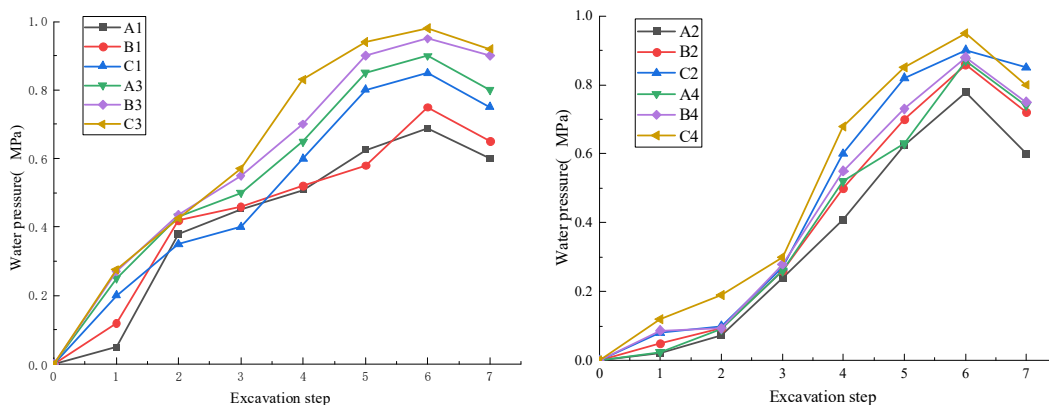 A1
B1
C1
A3
B3
C3
1.0
0.8
0.6
0.4
0.2
0.0
0 1 2 3 4 5 6 7
Water pressure( MPa)
Excavation step
A2
B2
C2
A4
B4
C4
1.0
0.8
0.6
0.4
0.2
0.0
0 1 2 3 4 5 6 7
Water pressure( MPa)
Excavation step